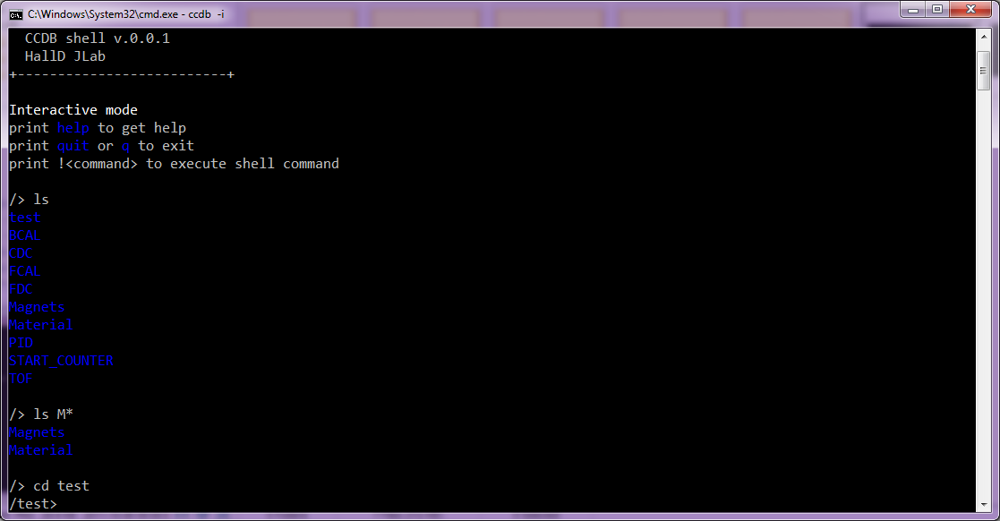 C:\Windows\System32\cmd.exe - ccdb  -i
CCDB shell v.0.0.1
HallD JLab
+--------------------------+
Interactive mode
print help to get help
print quit or q to exit
print !<command> to execute shell command
/> ls
test
BCAL
CDC
FCAL
FDC
Magnets
Material
PID
START_COUNTER
TOF
/> ls M*
Magnets
Material
/> cd test
/test>